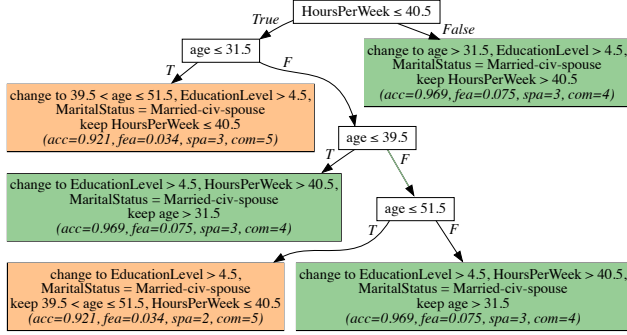 HoursPerWeek ≤ 40.5
True
False
age ≤ 31.5
T
F
change to age > 31.5, EducationLevel > 4.5,
MaritalStatus = Married-civ-spouse
keep HoursPerWeek > 40.5
(acc=0.969, fea=0.075, spa=3, com=4)
change to 39.5 < age ≤ 51.5, EducationLevel > 4.5,
MaritalStatus = Married-civ-spouse
keep HoursPerWeek ≤ 40.5
(acc=0.921, fea=0.034, spa=3, com=5)
age ≤ 39.5
T
F
change to EducationLevel > 4.5, HoursPerWeek > 40.5,
MaritalStatus = Married-civ-spouse
keep age > 31.5
(acc=0.969, fea=0.075, spa=3, com=4)
age ≤ 51.5
T
F
change to EducationLevel > 4.5,
MaritalStatus = Married-civ-spouse
keep 39.5 < age ≤ 51.5, HoursPerWeek ≤ 40.5
(acc=0.921, fea=0.034, spa=2, com=5)
change to EducationLevel > 4.5, HoursPerWeek > 40.5,
MaritalStatus = Married-civ-spouse
keep age > 31.5
(acc=0.969, fea=0.075, spa=3, com=4)